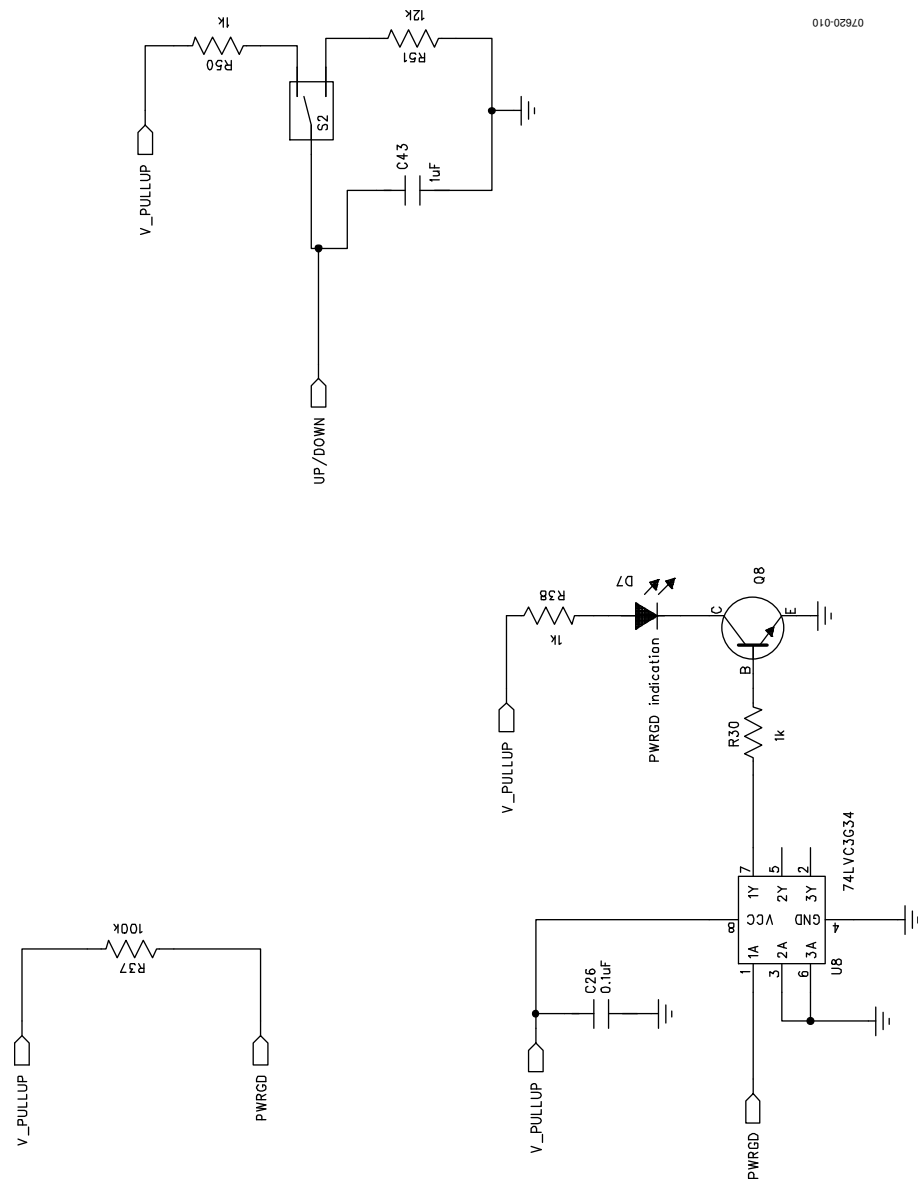 07620-010
1k
R50
12k
R51
S2
V_PULLUP
C43
1uF
UP/DOWN
D7
Q8
R38
1k
C
E
B
PWRGD indication
V_PULLUP
R30
1k
74LVC3G34
7
5
2
1Y
2Y
3Y
8
VCC
GND
4
1A
2A
3A
1
3
6
U8
100k
R37
C26
0.1uF
V_PULLUP
PWRGD
V_PULLUP
PWRGD